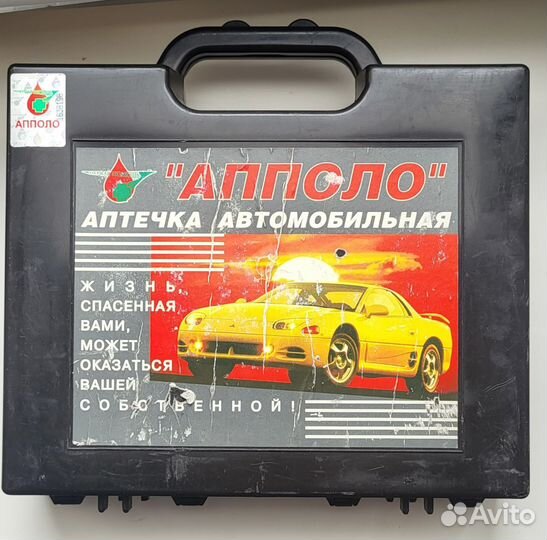 АППОЛО
"АППОЛО"
АПТЕЧКА АВТОМОБИЛЬНАЯ
ЖИЗНЬ,
СПАСЕННАЯ
ВАМИ,
МОЖЕТ
ОКАЗАТЬСЯ
ВАШЕЙ
СОБСТВЕННОЙ!
Avito